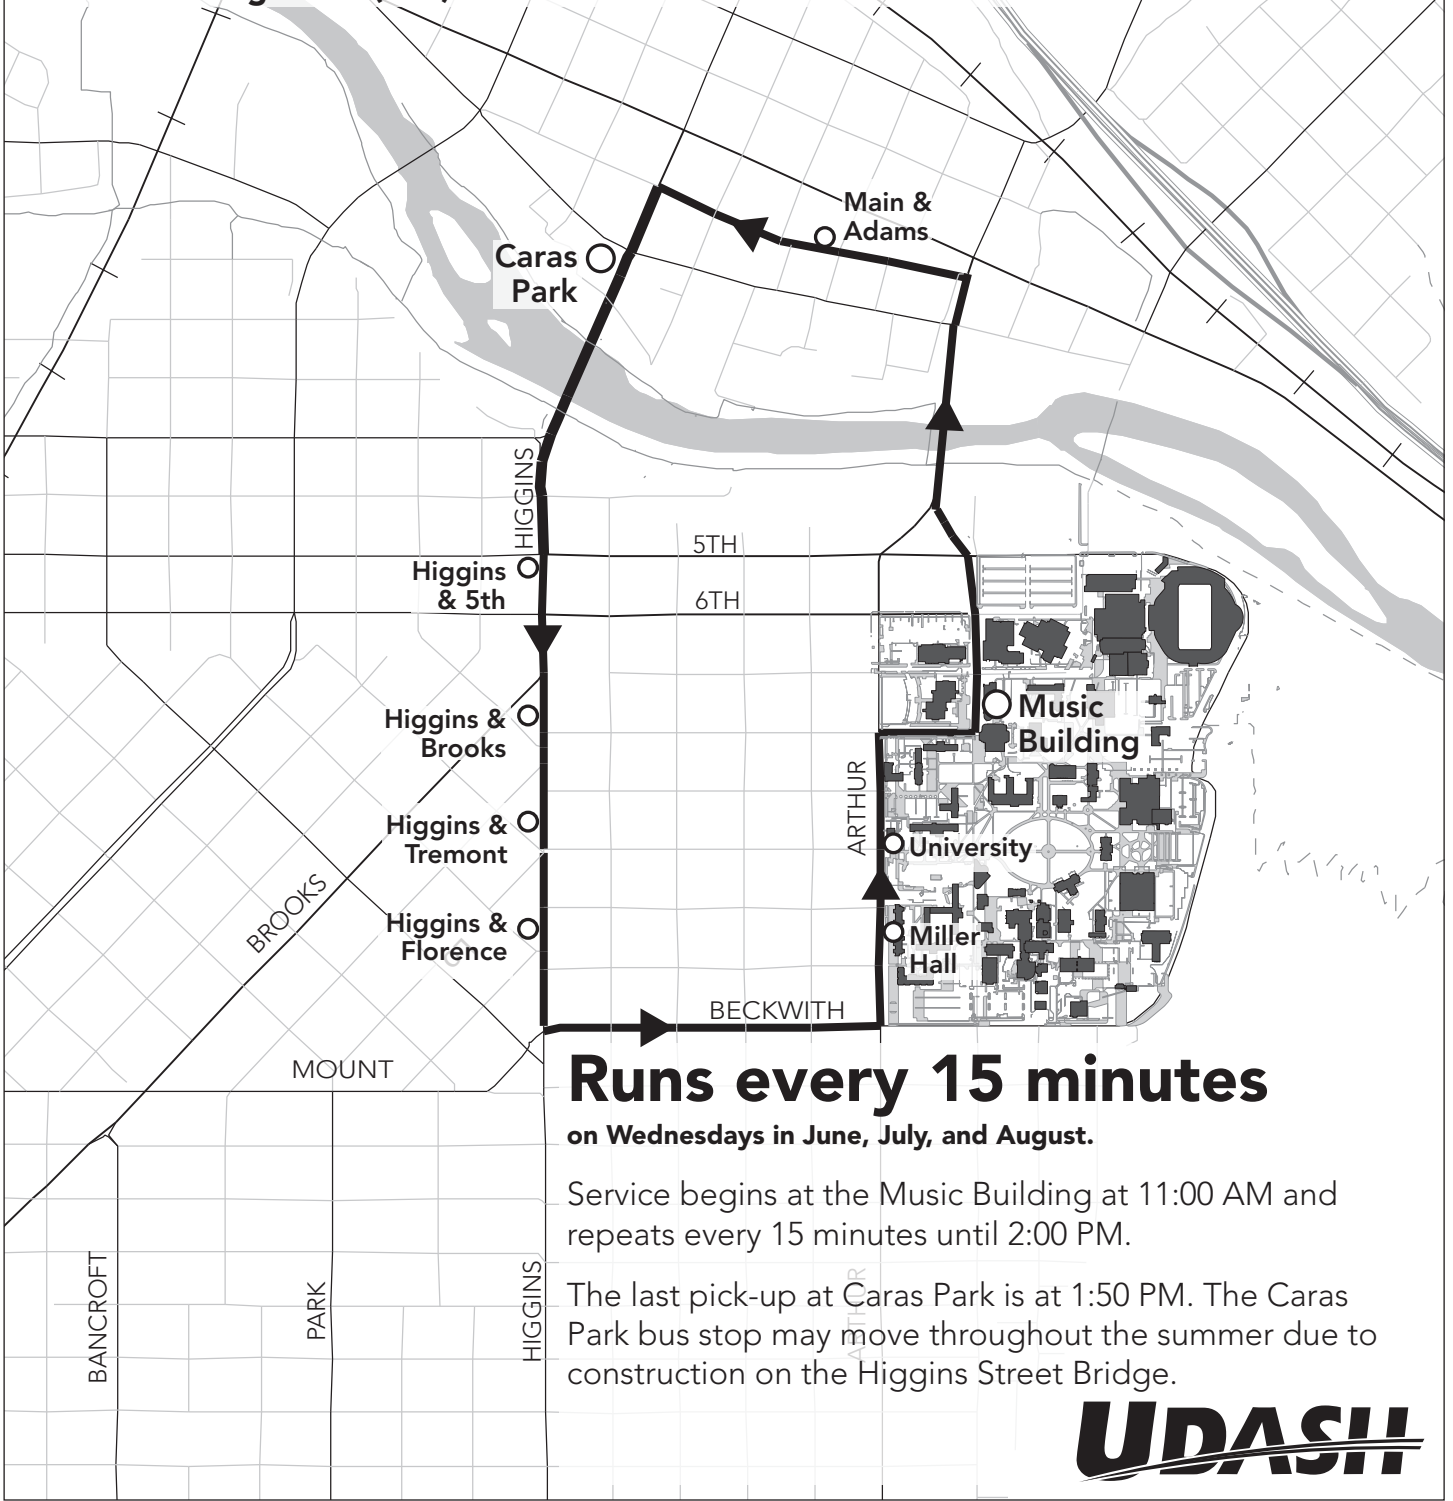 Main &
Adams
Caras
Park
HIGGINS
5TH
Higgins
& 5th
6TH
Music
Building
Higgins &
Brooks
ARTHUR
Higgins &
Tremont
University
BROOKS
Higgins &
Florence
Miller
Hall
BECKWITH
MOUNT
Runs every 15 minutes
on Wednesdays in June, July, and August.
Service begins at the Music Building at 11:00 AM and
repeats every 15 minutes until 2:00 PM.
BANCROFT
PARK
HIGGINS
ARTHUR
The last pick-up at Caras Park is at 1:50 PM. The Caras
Park bus stop may move throughout the summer due to
construction on the Higgins Street Bridge.
UDASH